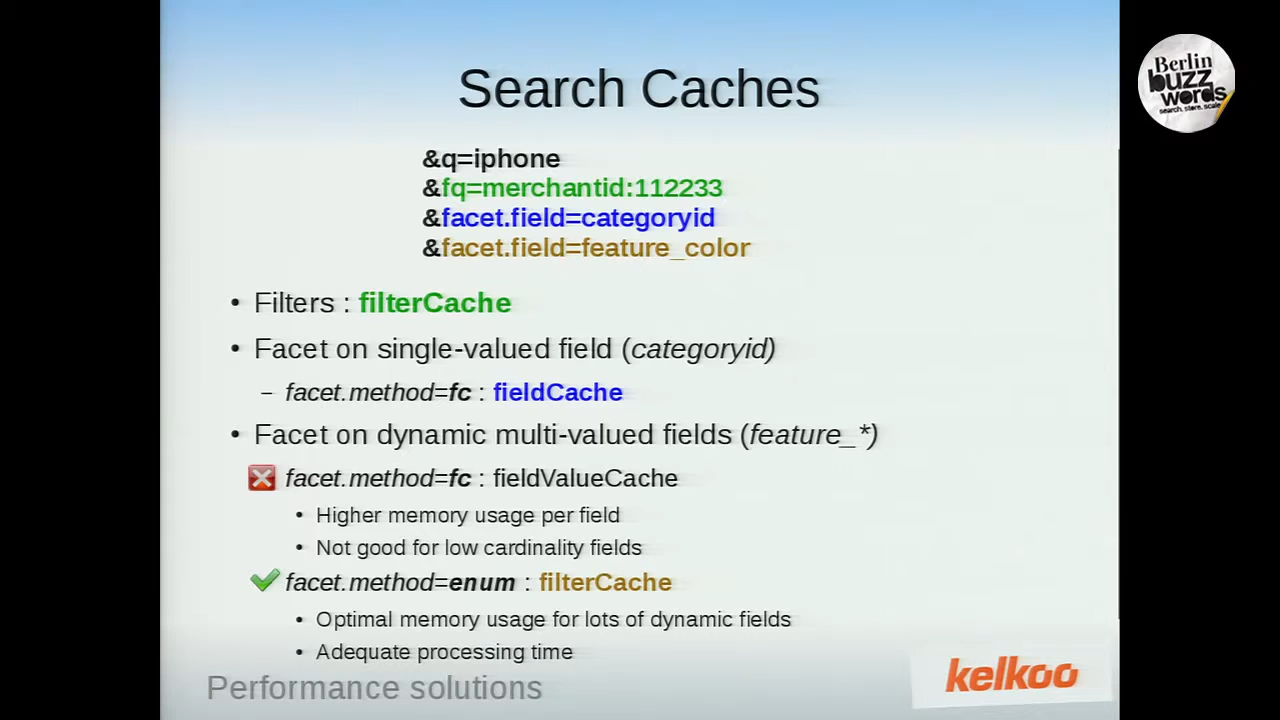 Search Caches
&q=iphone
&fq=merchantid:112233
&facet.field=categoryid
&facet.field=feature_color
• Filters : filterCache
• Facet on single-valued field (categoryid)
– facet.method=fc : fieldCache
• Facet on dynamic multi-valued fields (feature_*)
facet.method=fc : fieldValueCache
• Higher memory usage per field
• Not good for low cardinality fields
facet.method=enum : filterCache
• Optimal memory usage for lots of dynamic fields
• Adequate processing time
Performance solutions
kelkoo
Berlin
buzz
words
search. store. scale